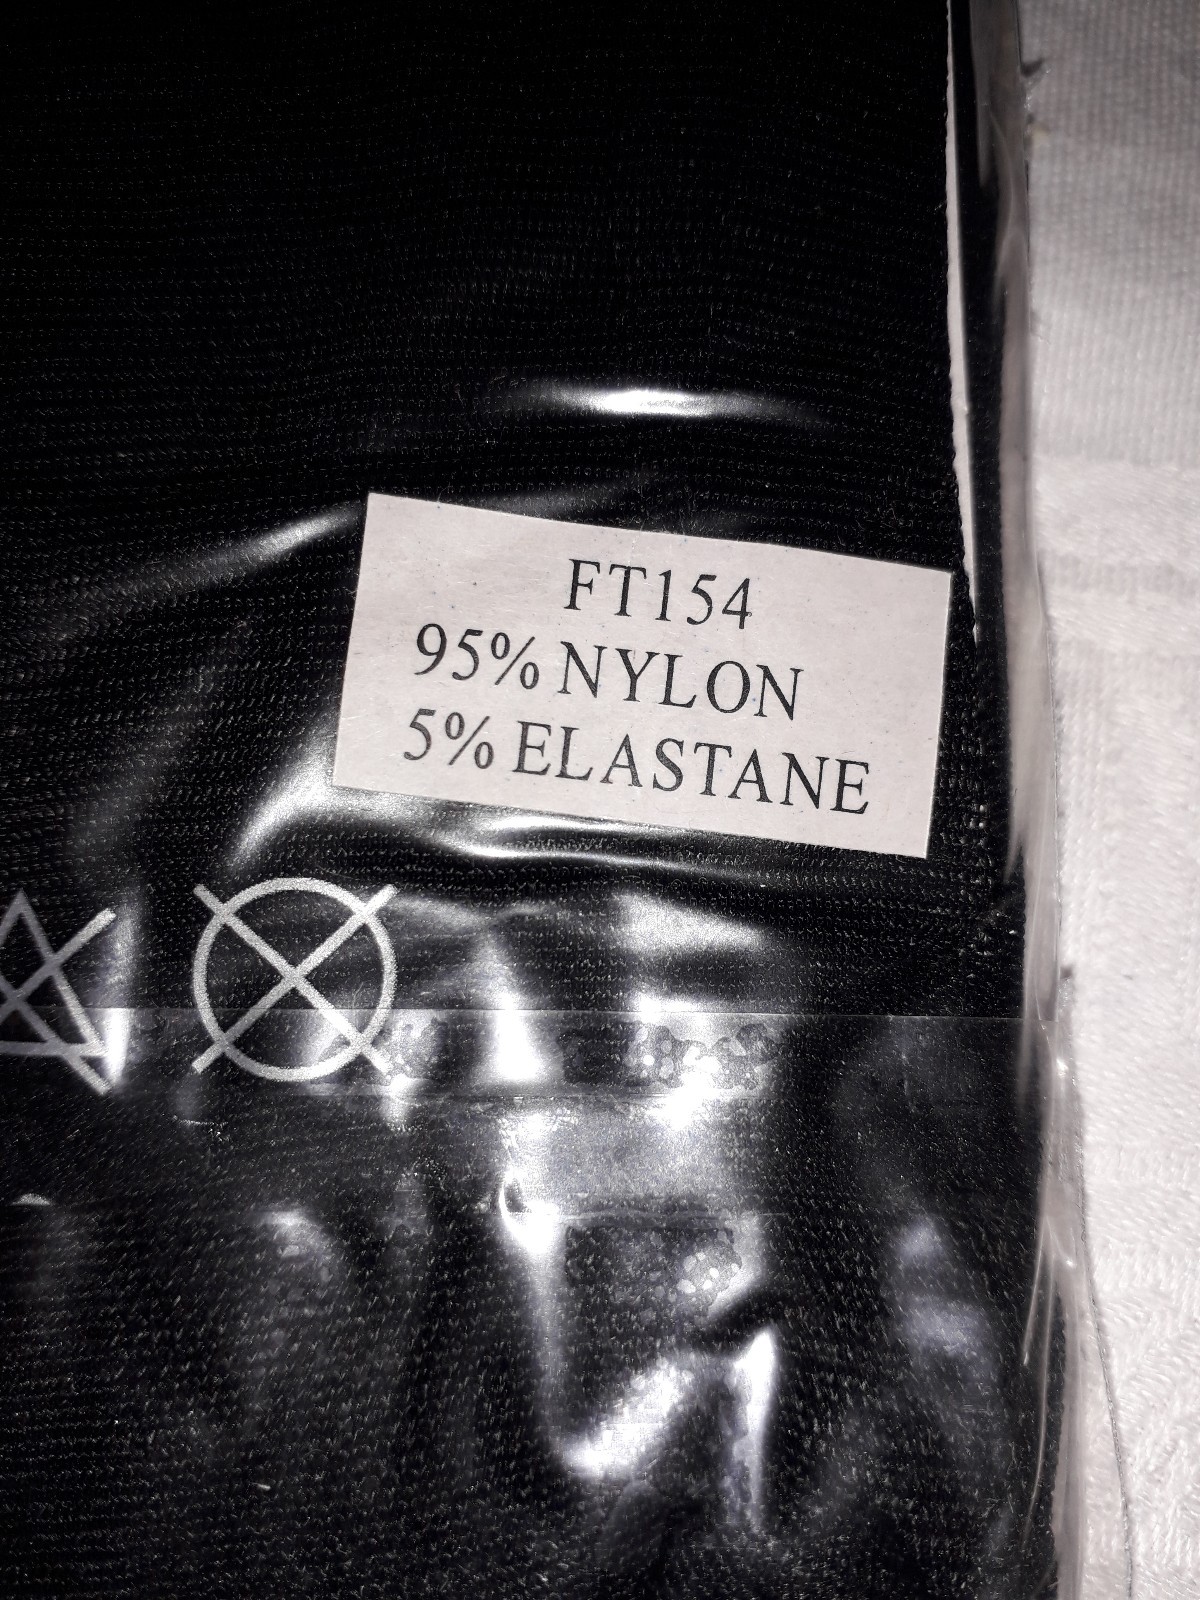 FT154
95% NYLON
5% ELASTANE